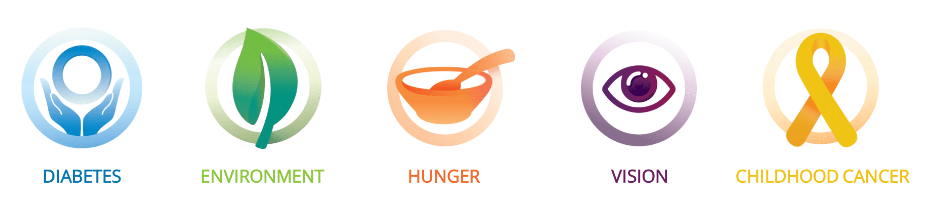 DIABETES
ENVIRONMENT
HUNGER
VISION
CHILDHOOD CANCER